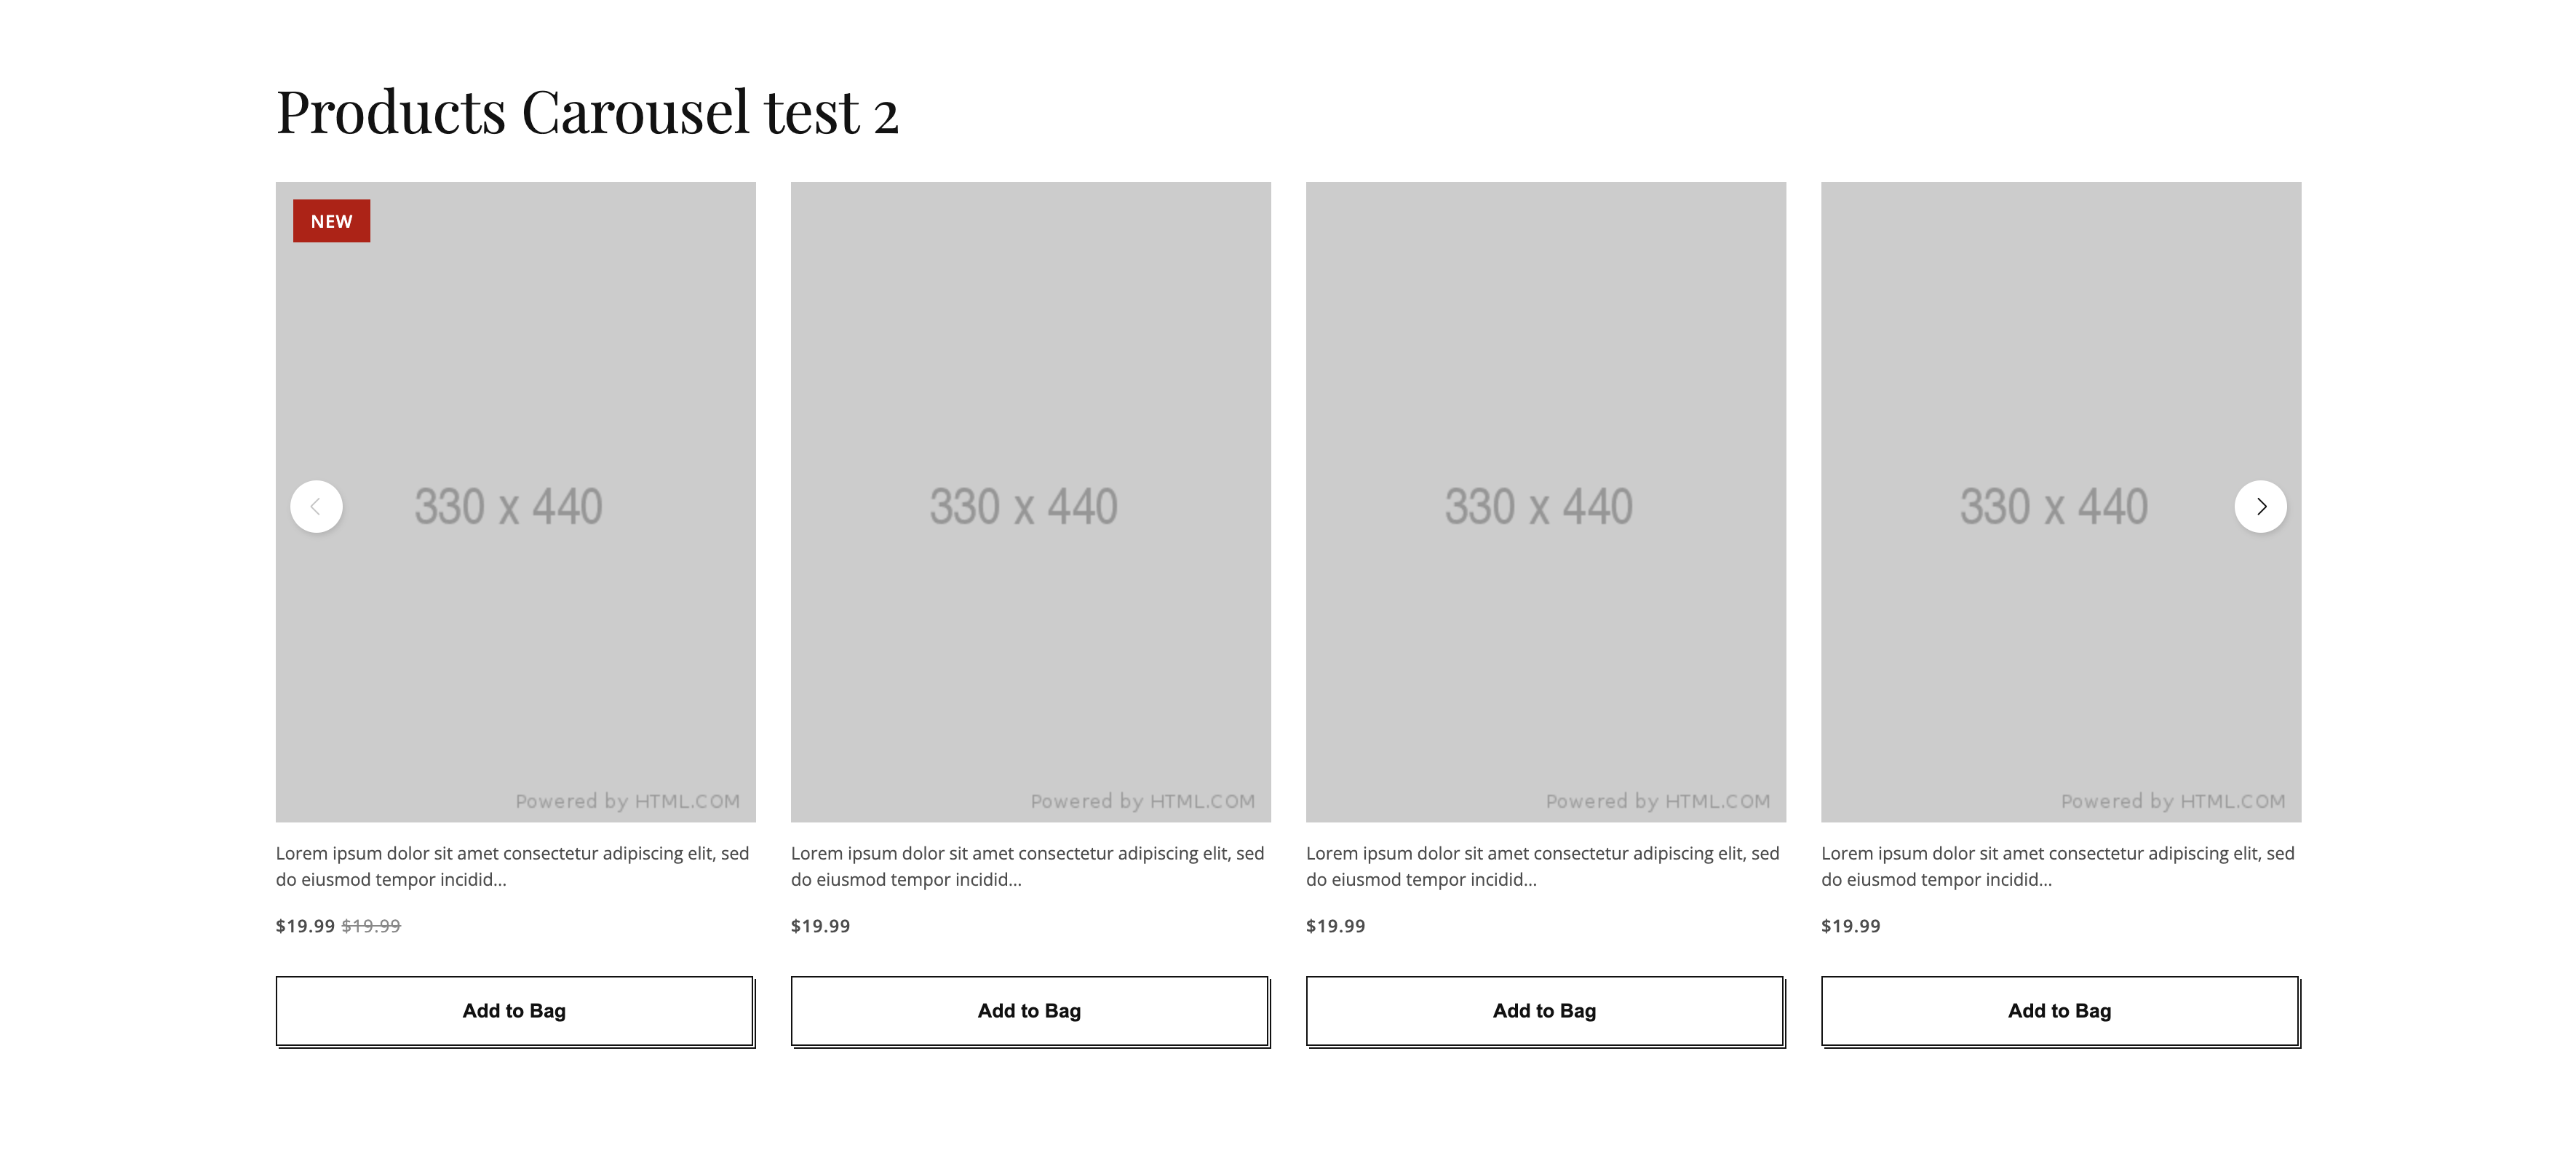 Products Carousel test 2
NEW
330 x 440
Powered by HTML.COM
Lorem ipsum dolor sit amet consectetur adipiscing elit, sed
do eiusmod tempor incidid...
$19.99 $19.99
Add to Bag
330 x 440
Powered by HTML.COM
Lorem ipsum dolor sit amet consectetur adipiscing elit, sed
do eiusmod tempor incidid...
$19.99
Add to Bag
330 x 440
Powered by HTML.COM
Lorem ipsum dolor sit amet consectetur adipiscing elit, sed
do eiusmod tempor incidid...
$19.99
Add to Bag
330 x 440
Powered by HTML.COM
Lorem ipsum dolor sit amet consectetur adipiscing elit, sed
do eiusmod tempor incidid...
$19.99
Add to Bag